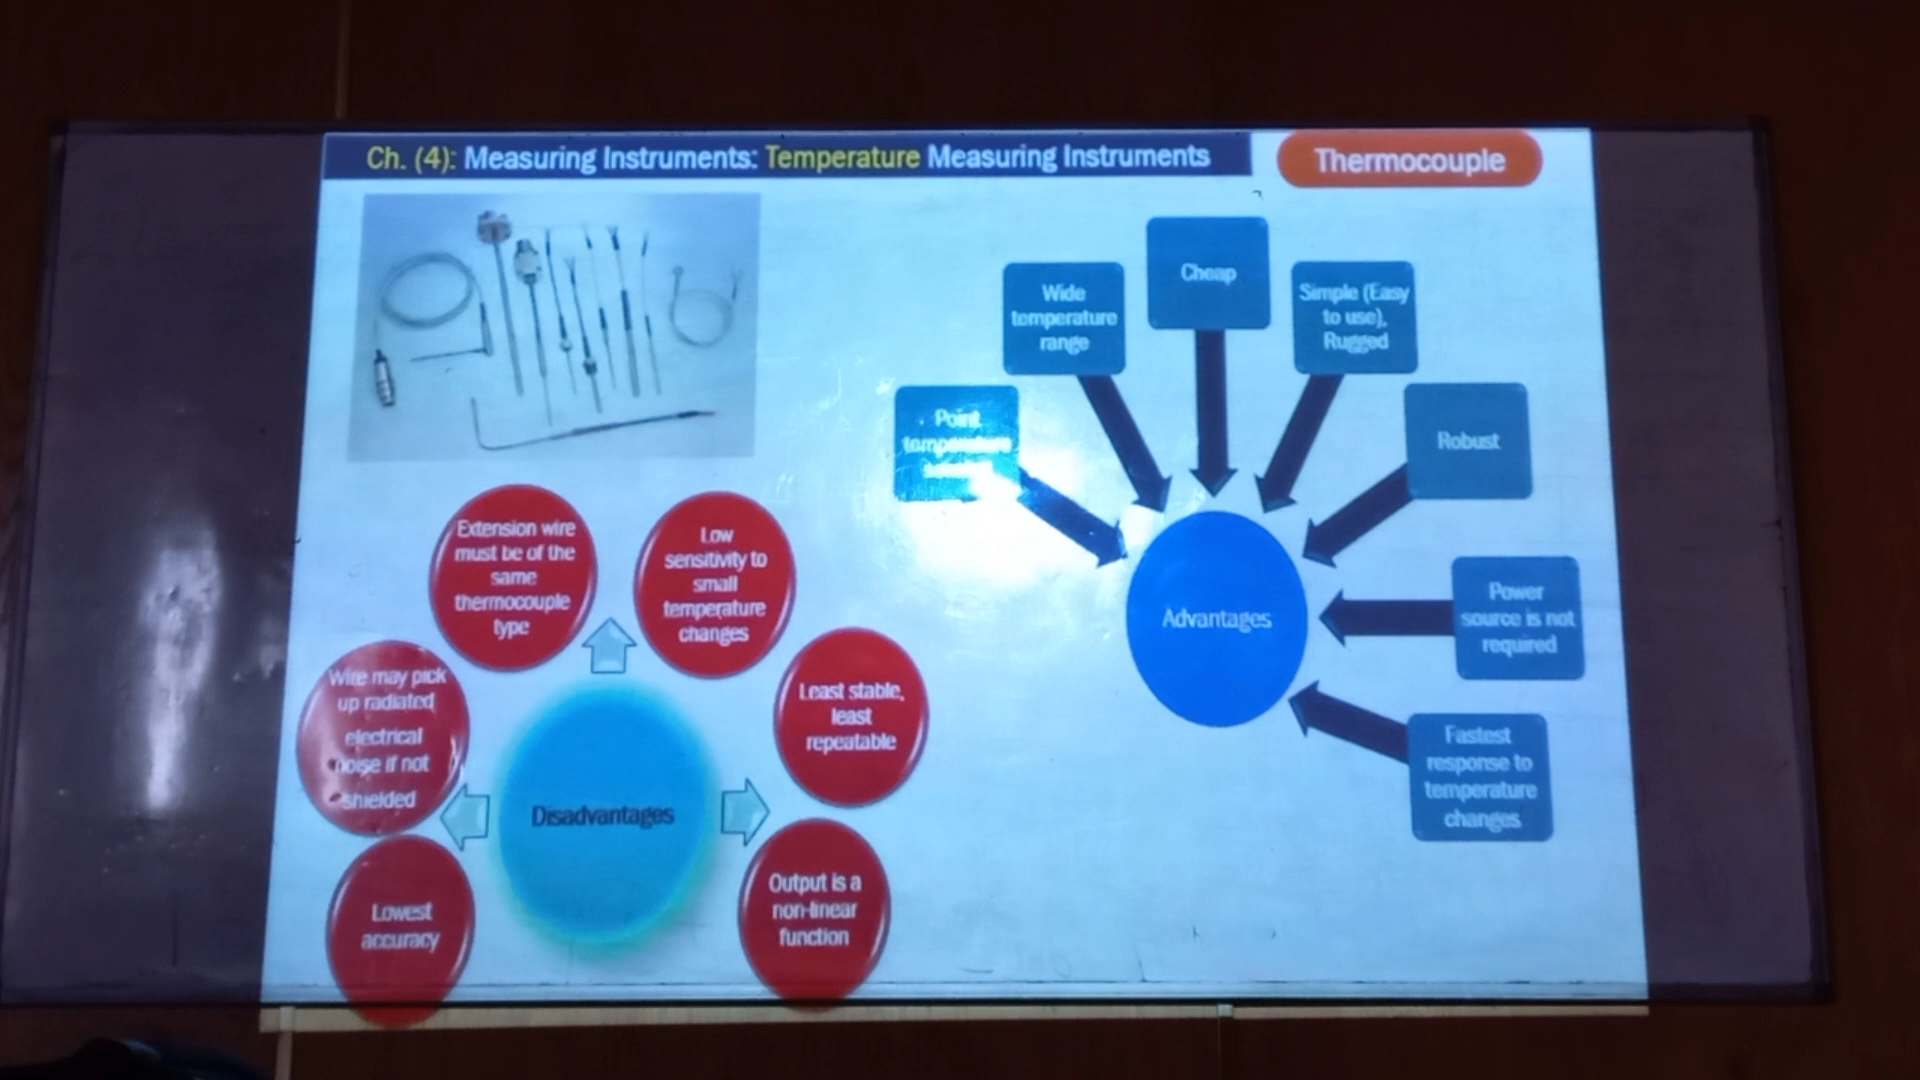 Ch. (4): Measuring Instruments: Temperature Measuring Instruments
Thermocouple
Cheap
Wide
temperature
range
Simple (Easy
to use),
Rugged
Point
temperature
Robust
Advantages
Power
source is not
required
Fastest
response to
temperature
changes
Extension wire
must be of the
same
thermocouple
type
Low
sensitivity to
small
temperature
changes
Wire may pick
up radiated
electrical
noise if not
shielded
Least stable,
least
repeatable
Disadvantages
Lowest
accuracy
Output is a
non-linear
function